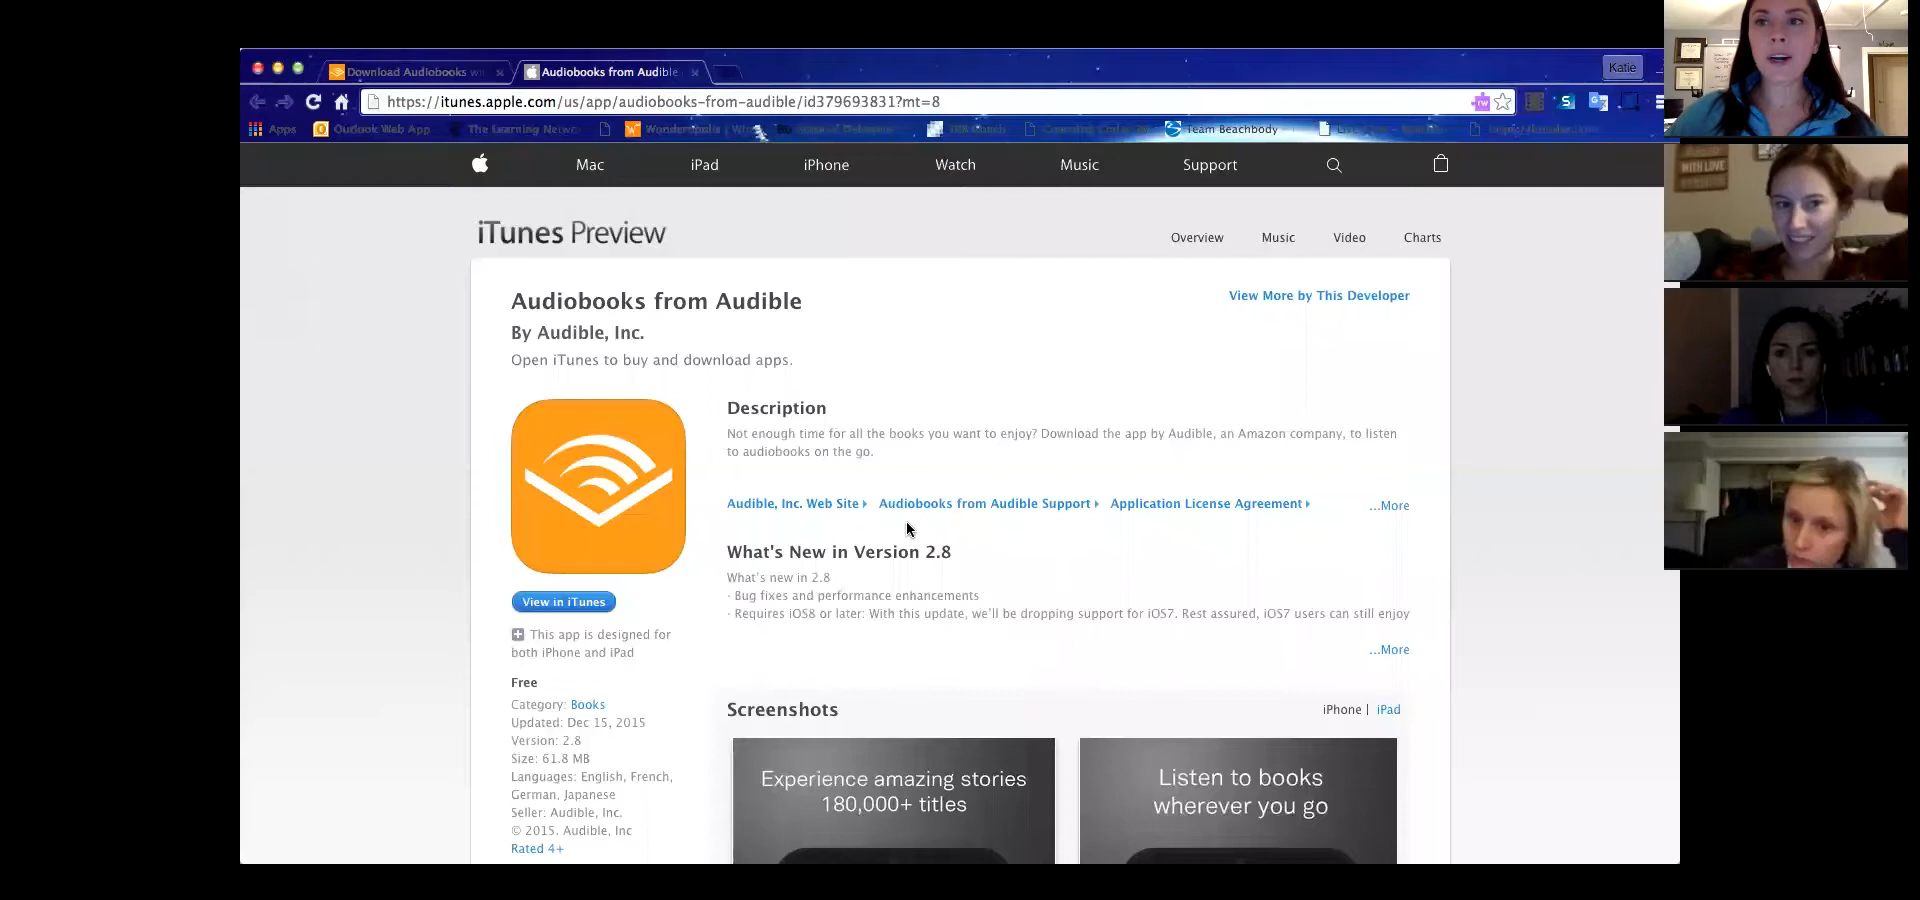 Download Audiobooks wi
Audiobooks from Audible
Katie
https://itunes.apple.com/us/app/audiobooks-from-audible/id379693831?mt=8
Apps
Outlook Web App
The Learning Netwo
Wonderopolis |
Team Beachbody
Mac
iPad
iPhone
Watch
Music
Support
iTunes Preview
Overview
Music
Video
Charts
Audiobooks from Audible
View More by This Developer
By Audible, Inc.
Open iTunes to buy and download apps.
Description
Not enough time for all the books you want to enjoy? Download the app by Audible, an Amazon company, to listen
to audiobooks on the go.
Audible, Inc. Web Site
Audiobooks from Audible Support
Application License Agreement
...More
What's New in Version 2.8
What's new in 2.8
· Bug fixes and performance enhancements
· Requires iOS8 or later: With this update, we'll be dropping support for iOS7. Rest assured, iOS7 users can still enjoy
...More
View in iTunes
This app is designed for
both iPhone and iPad
Free
Category: Books
Updated: Dec 15, 2015
Version: 2.8
Size: 61.8 MB
Languages: English, French,
German, Japanese
Seller: Audible, Inc.
© 2015. Audible, Inc
Rated 4+
Screenshots
iPhone | iPad
Experience amazing stories
180,000+ titles
Listen to books
wherever you go
WITH LOVE